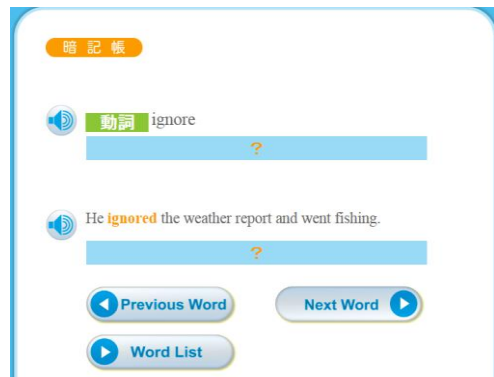 暗記帳
動詞 ignore
?
He ignored the weather report and went fishing.
?
Previous Word Next Word
Word List